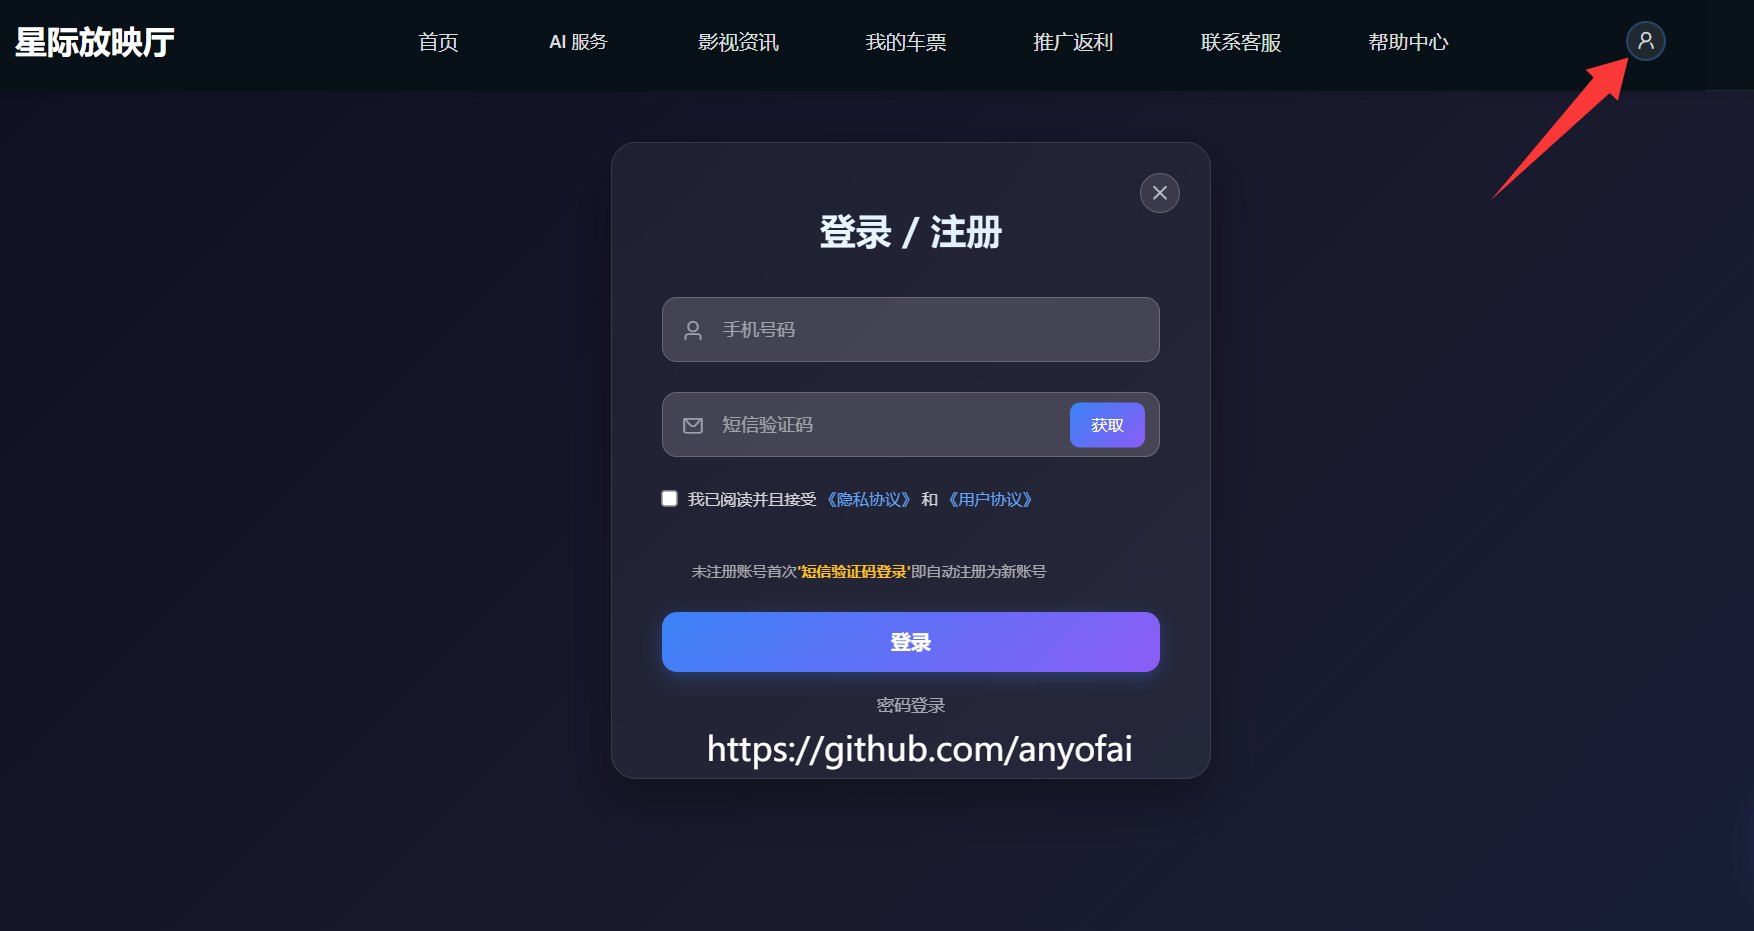 星际放映厅
首页 AI 服务 影视资讯 我的车票 推广返利 联系客服 帮助中心
登录 / 注册
手机号码
短信验证码 获取
我已阅读并且接受《隐私协议》 和 《用户协议》
未注册账号首次'短信验证码登录'即自动注册为新账号
登录
密码登录
https://github.com/anyofai